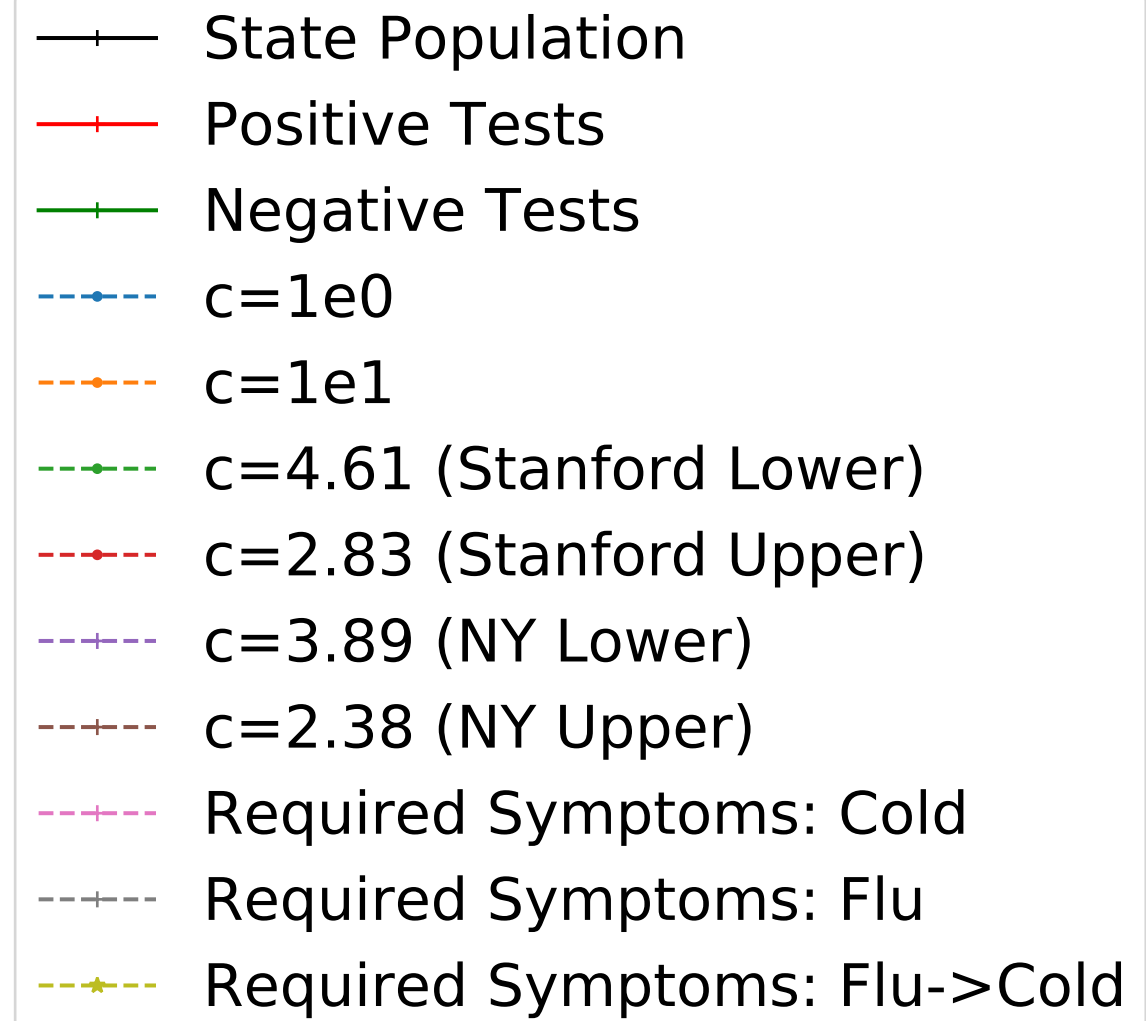 State Population
Positive Tests
Negative Tests
c=1e0
c=1e1
c=4.61 (Stanford Lower)
c=2.83 (Stanford Upper)
c=3.89 (NY Lower)
c=2.38 (NY Upper)
Required Symptoms: Cold
Required Symptoms: Flu
Required Symptoms: Flu->Cold